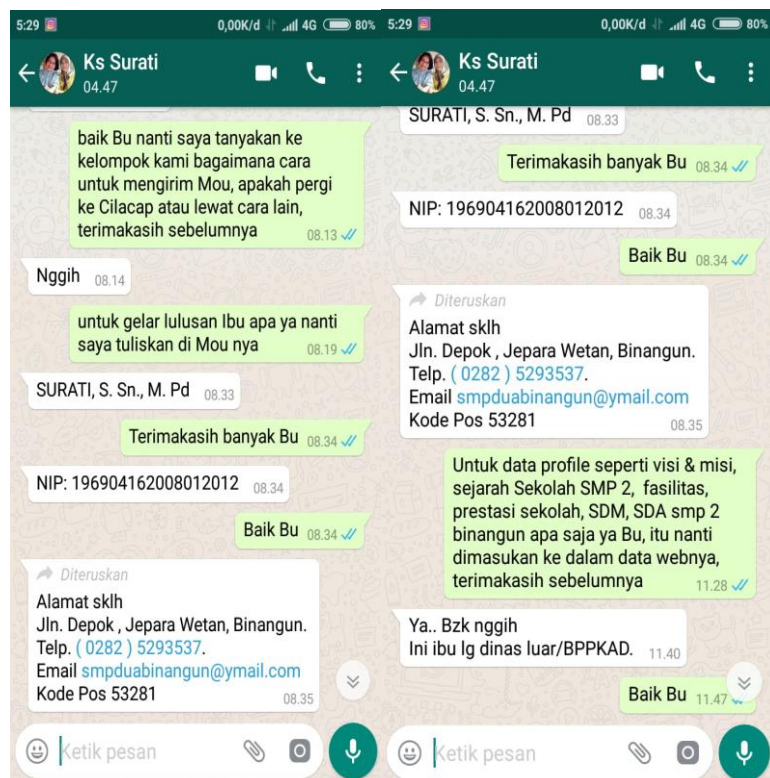 5:29 0,00K/d 4G 80%
Ks Surati
04.47
baik Bu nanti saya tanyakan ke
kelompok kami bagaimana cara
untuk mengirim Mou, apakah pergi
ke Cilacap atau lewat cara lain,
terimakasih sebelumnya 08.13
Nggih 08.14
untuk gelar lulusan Ibu apa ya nanti
saya tuliskan di Mou nya 08.19
SURATI, S. Sn., M. Pd 08.33
Terimakasih banyak Bu 08.34
NIP: 196904162008012012 08.34
Baik Bu 08.34
Diteruskan
Alamat sklh
Jln. Depok , Jepara Wetan, Binangun.
Telp. ( 0282 ) 5293537.
Email smpduabinangun@ymail.com
Kode Pos 53281 08.35
Ketik pesan
5:29 0,00K/d 4G 80%
Ks Surati
04.47
SURATI, S. Sn., M. Pd 08.33
Terimakasih banyak Bu 08.34
NIP: 196904162008012012 08.34
Baik Bu 08.34
Diteruskan
Alamat sklh
Jln. Depok , Jepara Wetan, Binangun.
Telp. ( 0282 ) 5293537.
Email smpduabinangun@ymail.com
Kode Pos 53281 08.35
Untuk data profile seperti visi & misi,
sejarah Sekolah SMP 2, fasilitas,
prestasi sekolah, SDM, SDA smp 2
binangun apa saja ya Bu, itu nanti
dimasukan ke dalam data webnya,
terimakasih sebelumnya 11.28
Ya.. Bzk nggih
Ini ibu lg dinas luar/BPPKAD. 11.40
Baik Bu 11.47
Ketik pesan